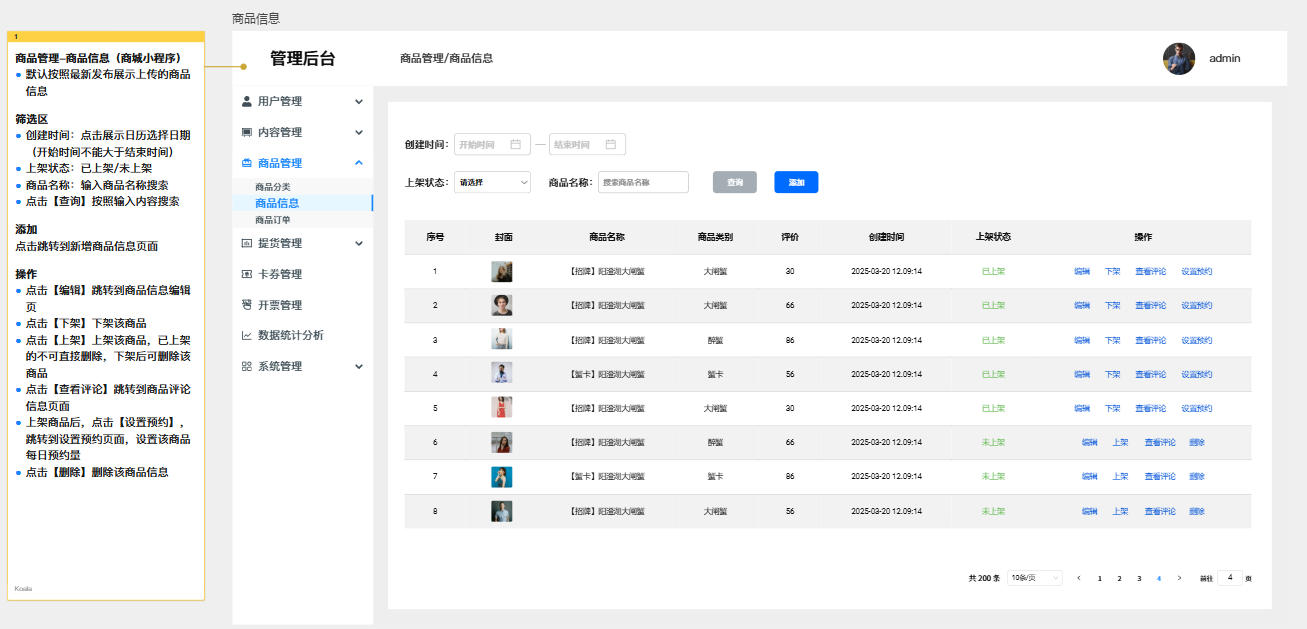 商品信息
1
商品管理–商品信息（商城小程序）
默认按照最新发布展示上传的商品
信息
筛选区
创建时间：点击展示日历选择日期
（开始时间不能大于结束时间）
上架状态：已上架/未上架
商品名称：输入商品名称搜索
点击【查询】按照输入内容搜索
添加
点击跳转到新增商品信息页面
操作
点击【编辑】跳转到商品信息编辑
页
点击【下架】下架该商品
点击【上架】上架该商品，已上架
的不可直接删除，下架后可删除该
商品
点击【查看评论】跳转到商品评论
信息页面
上架商品后，点击【设置预约】，
跳转到设置预约页面，设置该商品
每日预约量
点击【删除】删除该商品信息
Koala
管理后台
商品管理/商品信息
admin
用户管理
内容管理
商品管理
商品分类
商品信息
商品订单
提货管理
卡券管理
开票管理
数据统计分析
系统管理
创建时间： 开始时间 — 结束时间
上架状态： 请选择 商品名称： 搜索商品名称 查询 添加
序号 封面 商品名称 商品类别 评价 创建时间 上架状态 操作
1 【招牌】阳澄湖大闸蟹 大闸蟹 30 2025-03-20 12:09:14 已上架 编辑 下架 查看评论 设置预约
2 【招牌】阳澄湖大闸蟹 大闸蟹 66 2025-03-20 12:09:14 已上架 编辑 下架 查看评论 设置预约
3 【招牌】阳澄湖大闸蟹 醉蟹 86 2025-03-20 12:09:14 已上架 编辑 下架 查看评论 设置预约
4 【蟹卡】阳澄湖大闸蟹 蟹卡 56 2025-03-20 12:09:14 已上架 编辑 下架 查看评论 设置预约
5 【招牌】阳澄湖大闸蟹 大闸蟹 30 2025-03-20 12:09:14 已上架 编辑 下架 查看评论 设置预约
6 【招牌】阳澄湖大闸蟹 醉蟹 66 2025-03-20 12:09:14 未上架 编辑 上架 查看评论 删除
7 【蟹卡】阳澄湖大闸蟹 蟹卡 86 2025-03-20 12:09:14 未上架 编辑 上架 查看评论 删除
8 【招牌】阳澄湖大闸蟹 大闸蟹 56 2025-03-20 12:09:14 未上架 编辑 上架 查看评论 删除
共 200 条 10条/页 < 1 2 3 4 > 前往 4 页